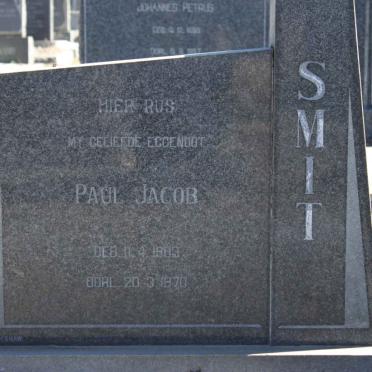 JOHANNES PETRUS
HIER RUS
MY GELIEFDE EGGENOOT
PAUL JACOB
GEB. 11.4.1903
OORL. 20.3.1970
SMIT